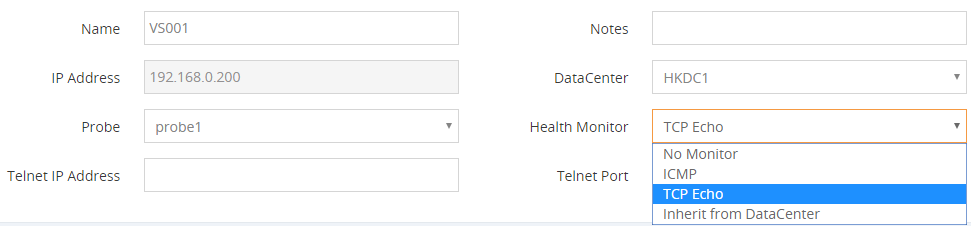 Name VS001 Notes
IP Address 192.168.0.200 DataCenter HKDC1
Probe probe1 Health Monitor TCP Echo
No Monitor
ICMP
Telnet IP Address Telnet Port TCP Echo
Inherit from DataCenter